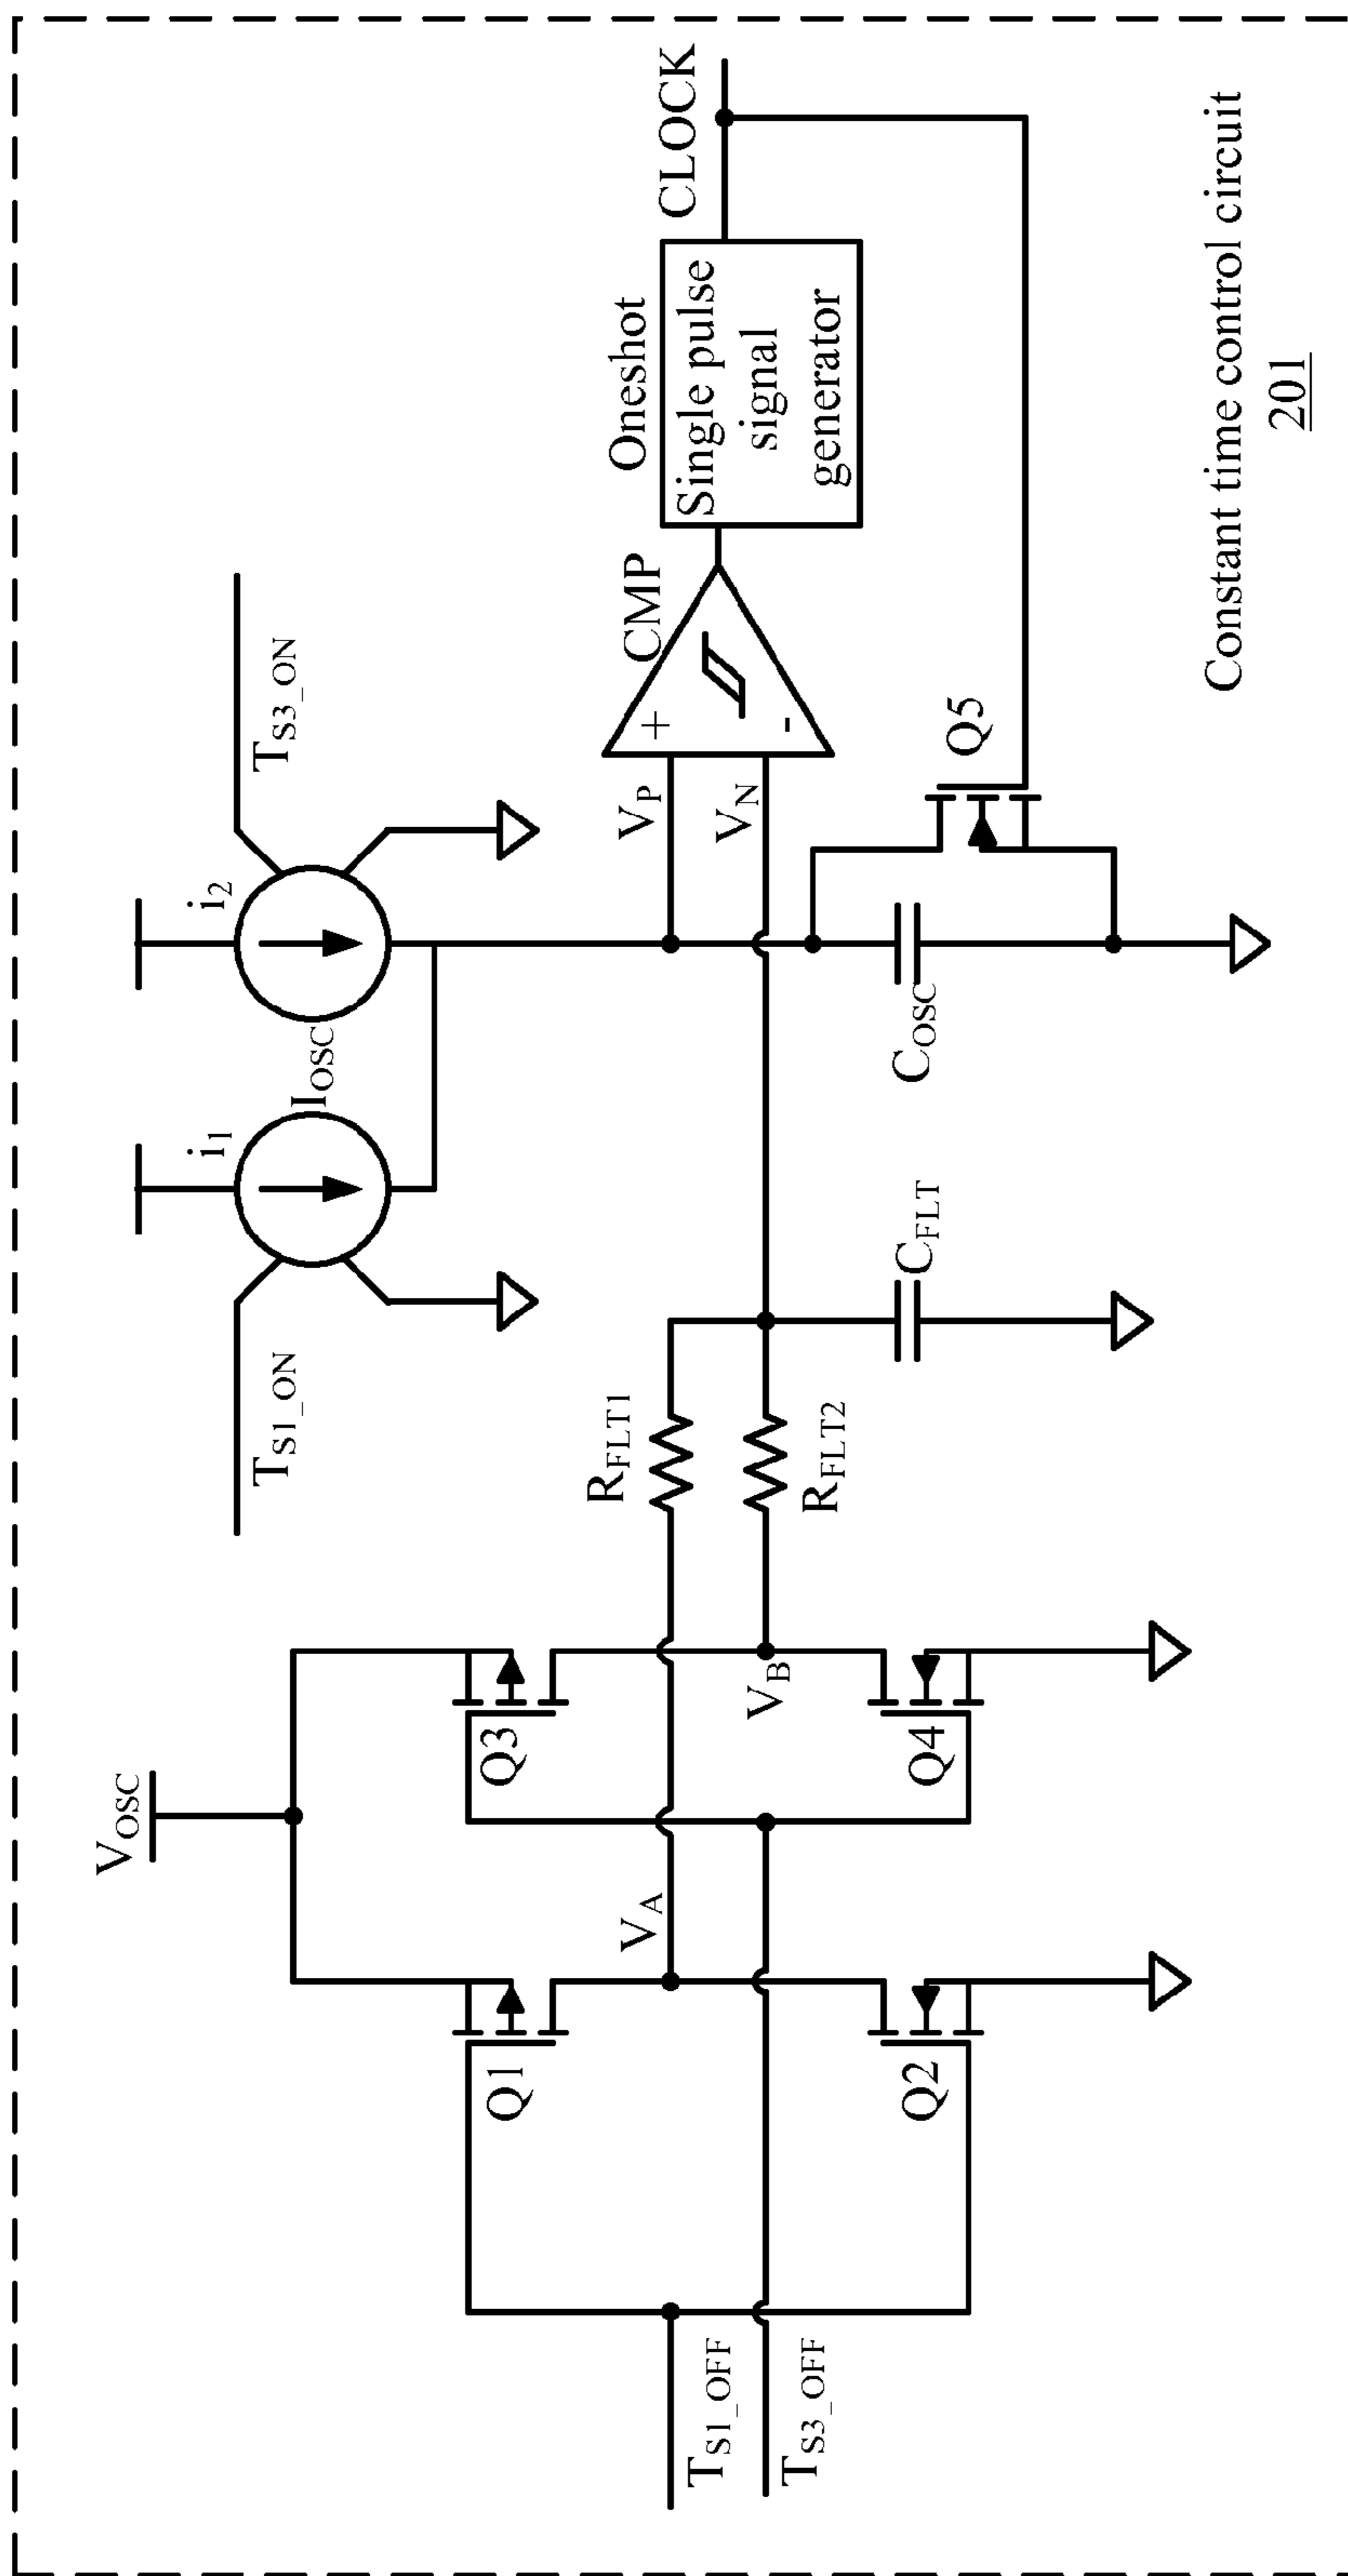 V_OSC
T_S1_ON
T_S3_ON
i_1
i_2
I_OSC
Q1
Q3
V_A
V_B
Q2
Q4
T_S1_OFF
T_S3_OFF
R_FLT1
R_FLT2
C_FLT
C_OSC
V_P
V_N
+
-
CMP
Q5
Oneshot
Single pulse
signal
generator
CLOCK
Constant time control circuit
201